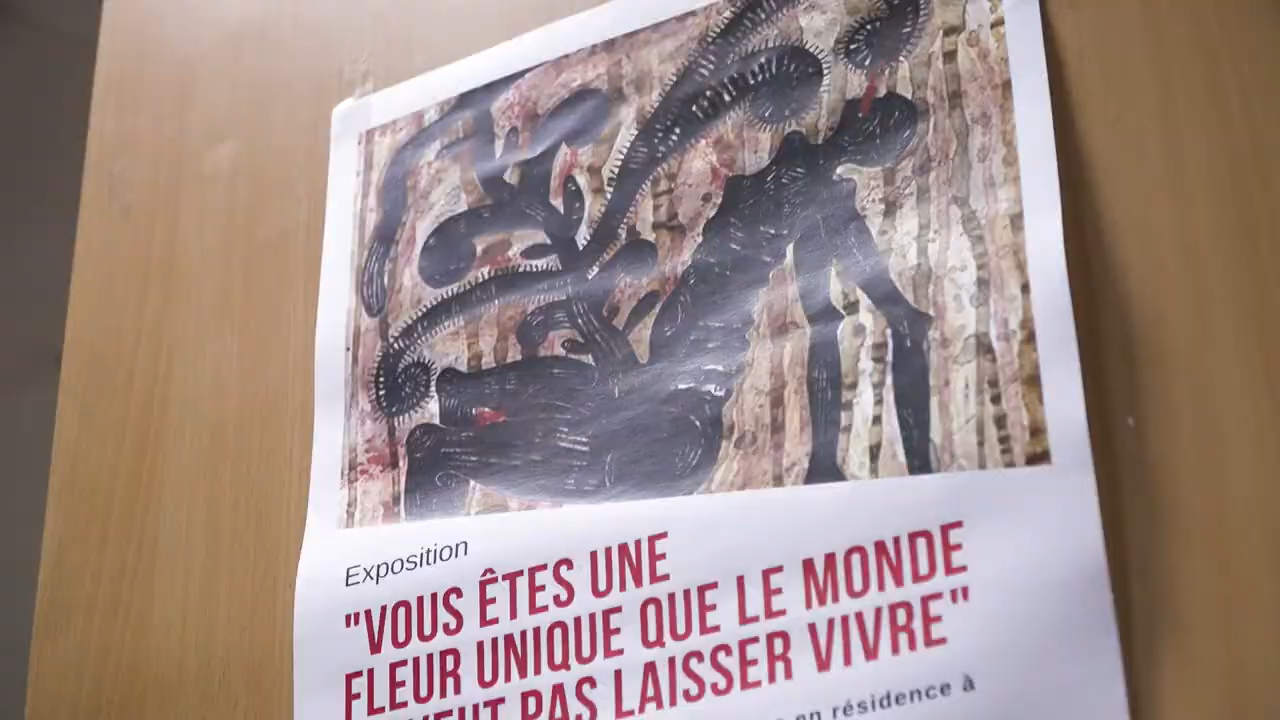 Exposition
"VOUS ÊTES UNE
FLEUR UNIQUE QUE LE MONDE
VEUT PAS LAISSER VIVRE"
en résidence à